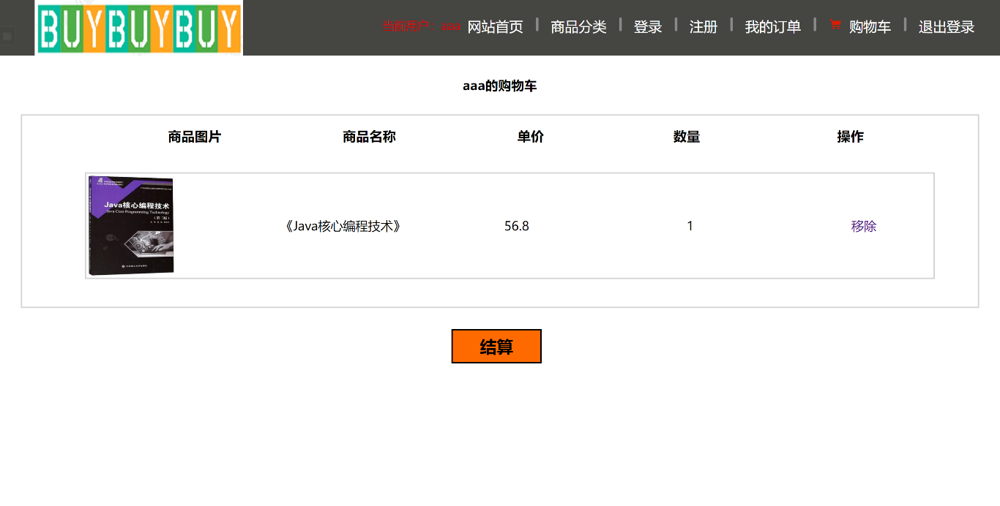 BUYBUYBUY
当前用户：aaa 网站首页 商品分类 登录 注册 我的订单 购物车 退出登录
aaa的购物车
商品图片 商品名称 单价 数量 操作
Java核心编程技术
Java Core Programming Technology
（第三版）
《Java核心编程技术》 56.8 1 移除
结算